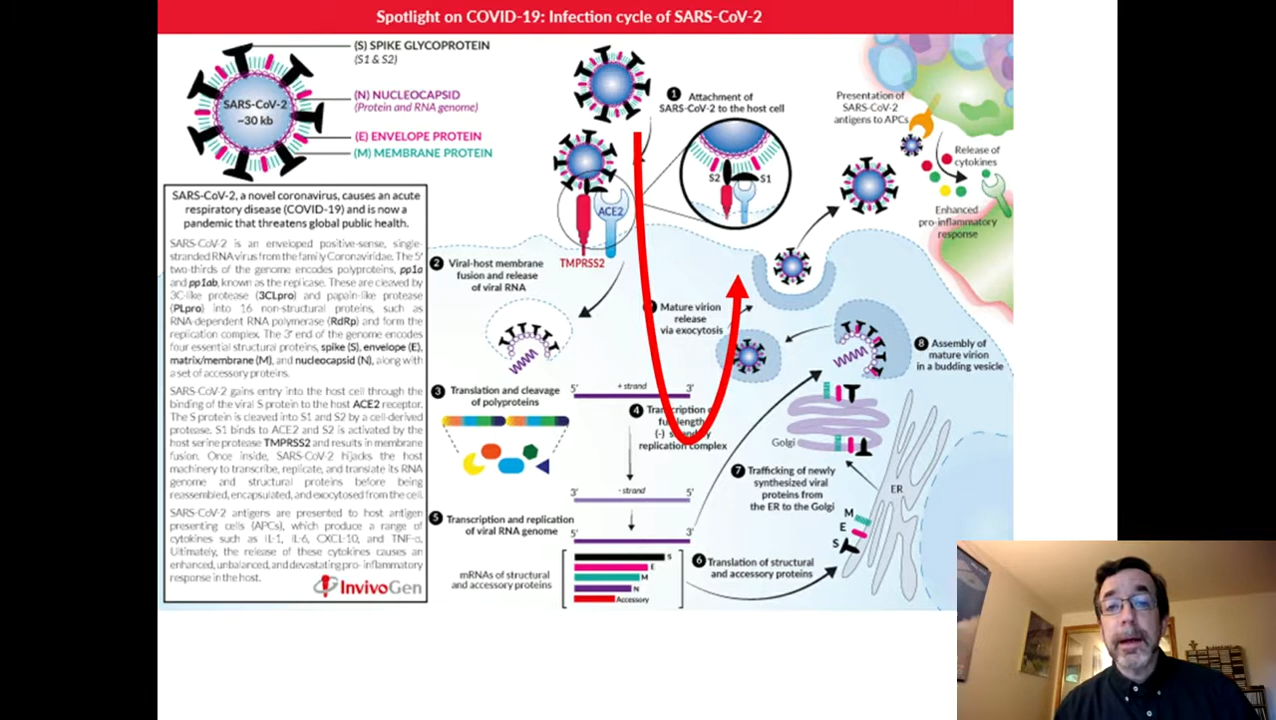 Spotlight on COVID-19: Infection cycle of SARS-CoV-2
(S) SPIKE GLYCOPROTEIN
(S1 & S2)
(N) NUCLEOCAPSID
(Protein and RNA genome)
(E) ENVELOPE PROTEIN
(M) MEMBRANE PROTEIN
SARS-CoV-2
~30 kb
SARS-CoV-2, a novel coronavirus, causes an acute
respiratory disease (COVID-19) and is now a
pandemic that threatens global public health.
SARS-CoV-2 is an enveloped positive-sense, single-
stranded RNA virus from the family Coronaviridae. The 5'
two-thirds of the genome encodes polyproteins, pp1a
and pp1ab, known as the replicase. These are cleaved by
3C-like protease (3CLpro) and papain-like protease
(PLpro) into 16 non-structural proteins, such as
RNA-dependent RNA polymerase (RdRp) and form the
replication complex. The 3' end of the genome encodes
four essential structural proteins, spike (S), envelope (E),
matrix/membrane (M), and nucleocapsid (N), along with
a set of accessory proteins.
SARS-CoV-2 gains entry into the host cell through the
binding of the viral S protein to the host ACE2 receptor.
The S protein is cleaved into S1 and S2 by a cell-derived
protease. S1 binds to ACE2 and S2 is activated by the
host serine protease TMPRSS2 and results in membrane
fusion. Once inside, SARS-CoV-2 hijacks the host
machinery to transcribe, replicate, and translate its RNA
genome and structural proteins before being
reassembled, encapsulated, and exocytosed from the cell.
SARS-CoV-2 antigens are presented to host antigen
presenting cells (APCs), which produce a range of
cytokines such as IL-1, IL-6, CXCL-10, and TNF-α.
Ultimately, the release of these cytokines causes an
enhanced, unbalanced, and devastating pro-inflammatory
response in the host.
InvivoGen
1 Attachment of
SARS-CoV-2 to the host cell
S2
S1
ACE2
TMPRSS2
2 Viral-host membrane
fusion and release
of viral RNA
3 Translation and cleavage
of polyproteins
5'
+ strand
3'
4
full length
(-)
replication complex
3'
- strand
5'
5 Transcription and replication
of viral RNA genome
5'
3'
mRNAs of structural
and accessory proteins
S
E
M
N
Accessory
6 Translation of structural
and accessory proteins
M
E
S
ER
7 Trafficking of newly
synthesized viral
proteins from
the ER to the Golgi
Golgi
8 Assembly of
mature virion
in a budding vesicle
Mature virion
release
via exocytosis
Presentation of
SARS-CoV-2
antigens to APCs
Release of
cytokines
Enhanced
pro-inflammatory
response